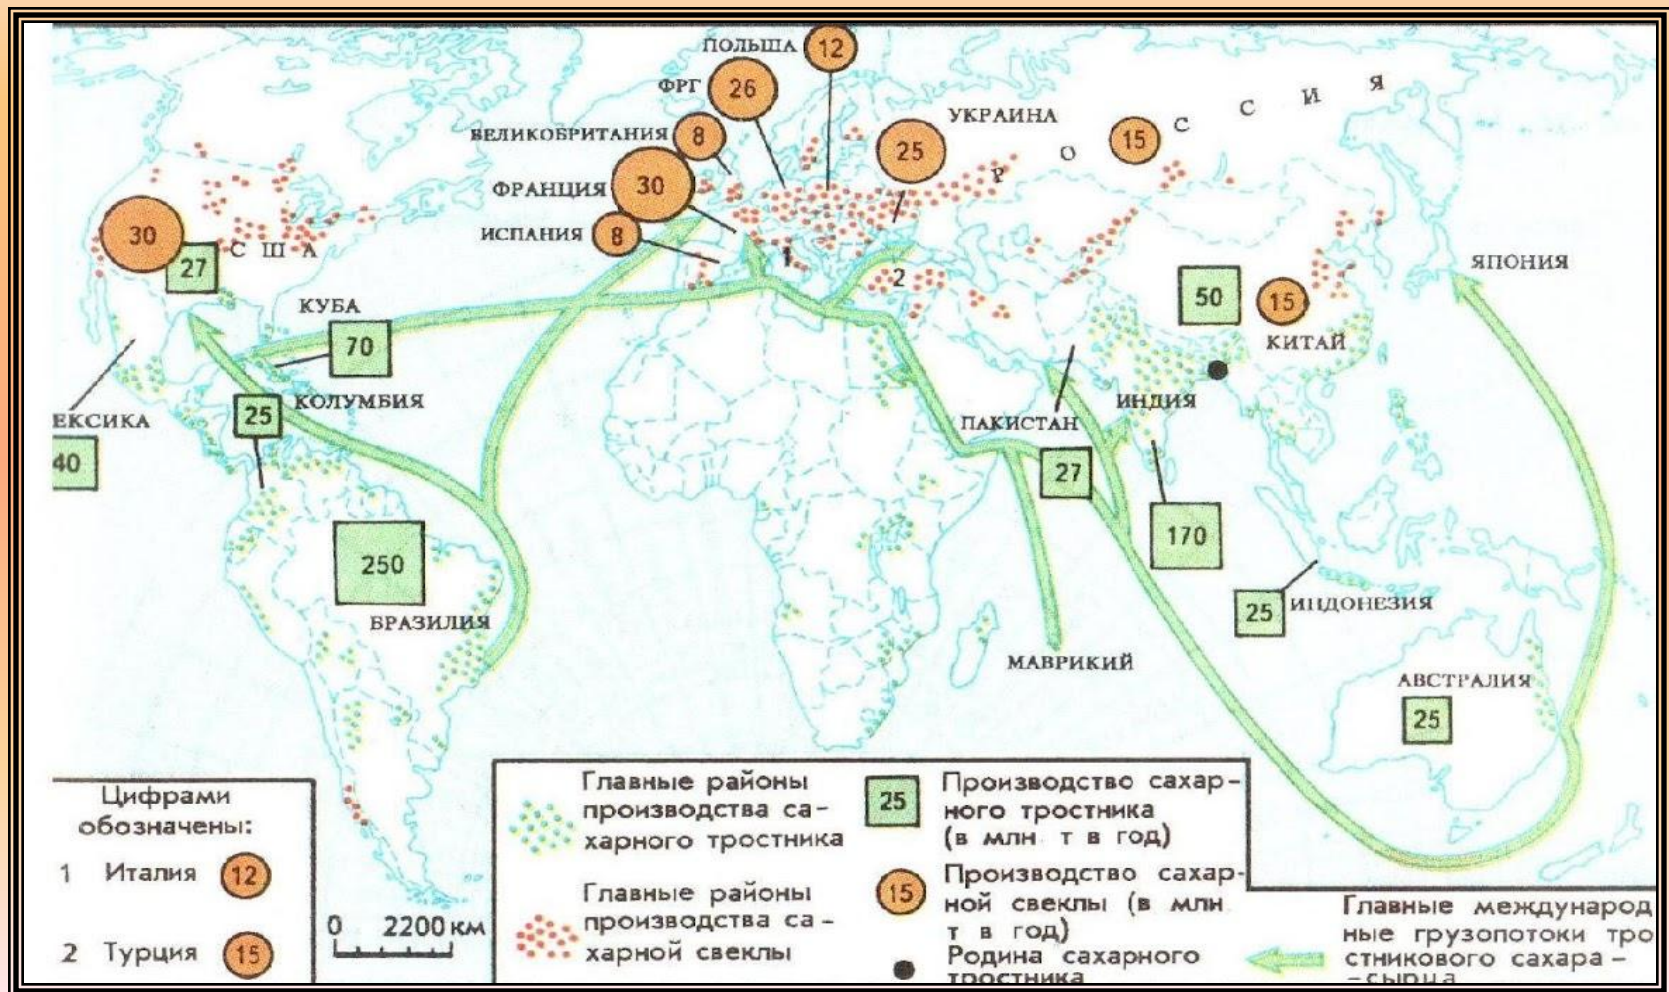 ПОЛЬША
12
ФРГ
26
ВЕЛИКОБРИТАНИЯ
8
УКРАИНА
25
РОССИЯ
15
ФРАНЦИЯ
30
ИСПАНИЯ
8
1
2
30
США
27
КУБА
70
КОЛУМБИЯ
25
ЕКСИКА
40
250
БРАЗИЛИЯ
ЯПОНИЯ
50
15
КИТАЙ
ИНДИЯ
ПАКИСТАН
27
170
25
ИНДОНЕЗИЯ
МАВРИКИЙ
АВСТРАЛИЯ
25
Цифрами
обозначены:
1 Италия 12
2 Турция 15
0 2200 км
Главные районы
производства са-
харного тростника
Главные районы
производства са-
харной свеклы
25
Производство сахар-
ного тростника
(в млн. т в год)
15
Производство сахар-
ной свеклы (в млн.
т в год)
Родина сахарного
тростника
Главные международ
ные грузопотоки тро
стникового сахара-
-сырца